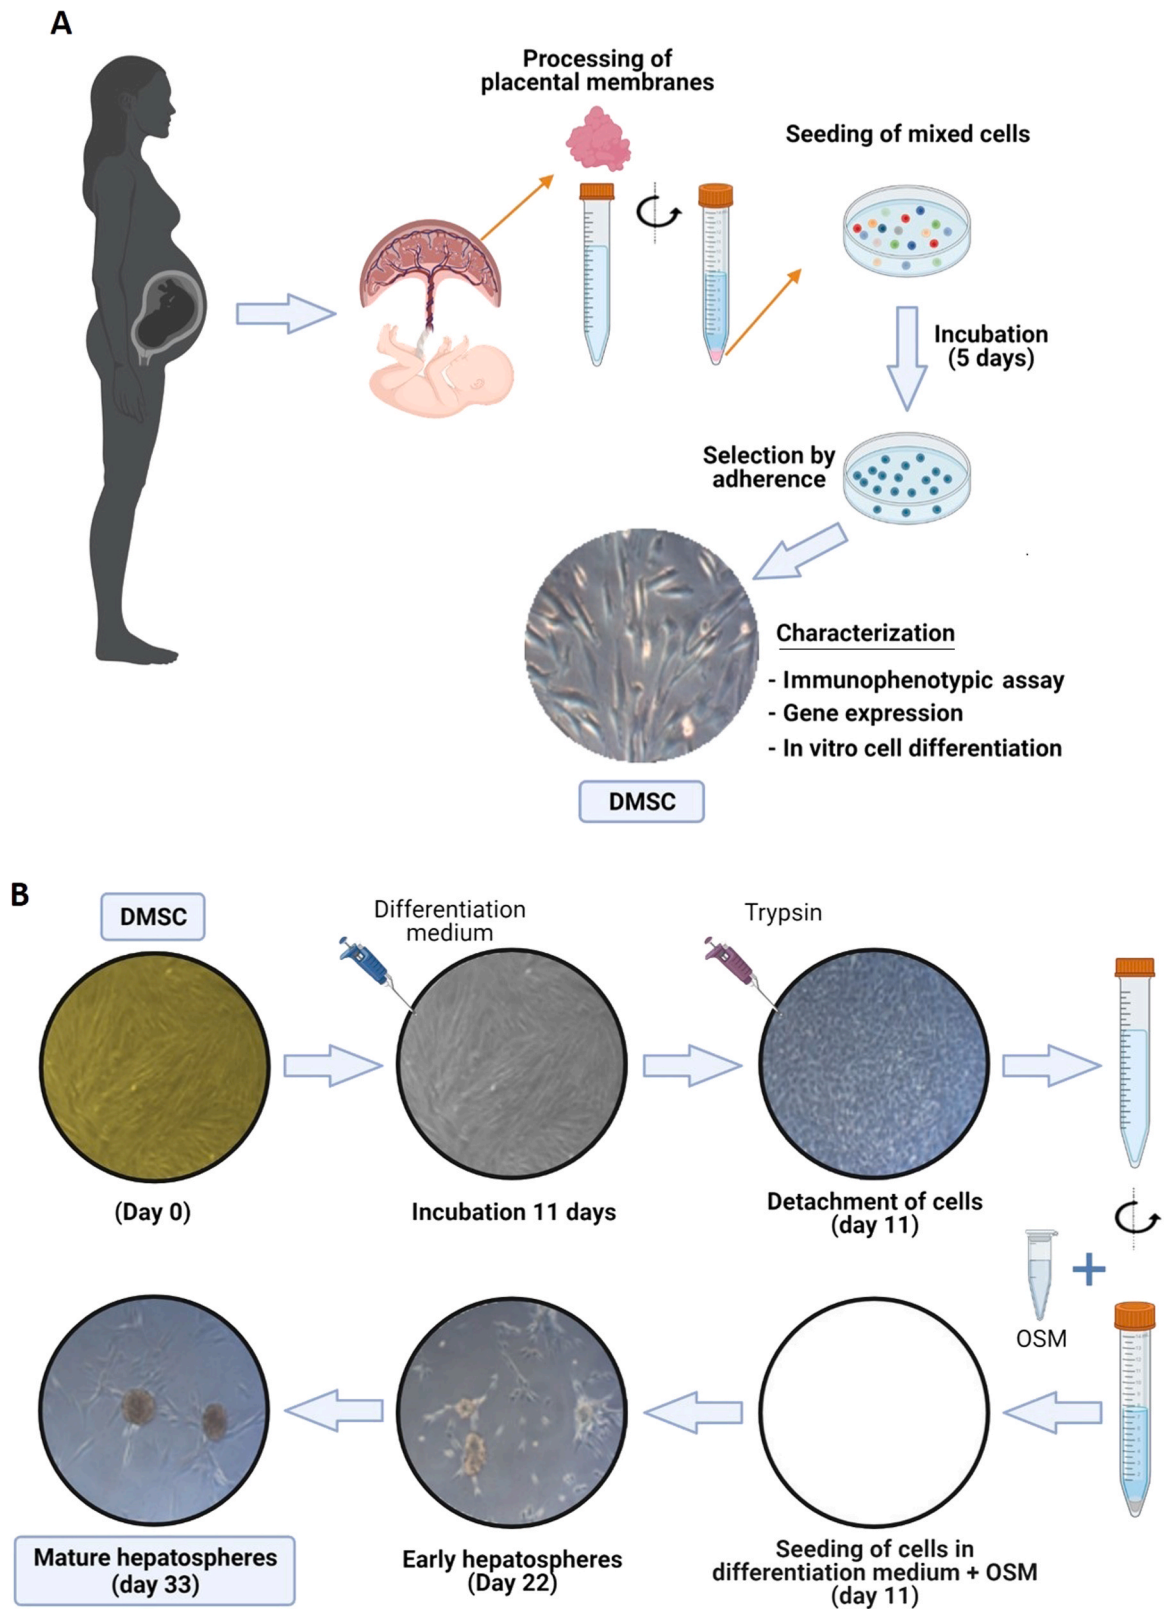 A
Processing of
placental membranes
Seeding of mixed cells
Incubation
(5 days)
Selection by
adherence
Characterization
- Immunophenotypic assay
- Gene expression
- In vitro cell differentiation
DMSC
B
DMSC
Differentiation
medium
Trypsin
(Day 0)
Incubation 11 days
Detachment of cells
(day 11)
OSM
Mature hepatospheres
(day 33)
Early hepatospheres
(Day 22)
Seeding of cells in
differentiation medium + OSM
(day 11)